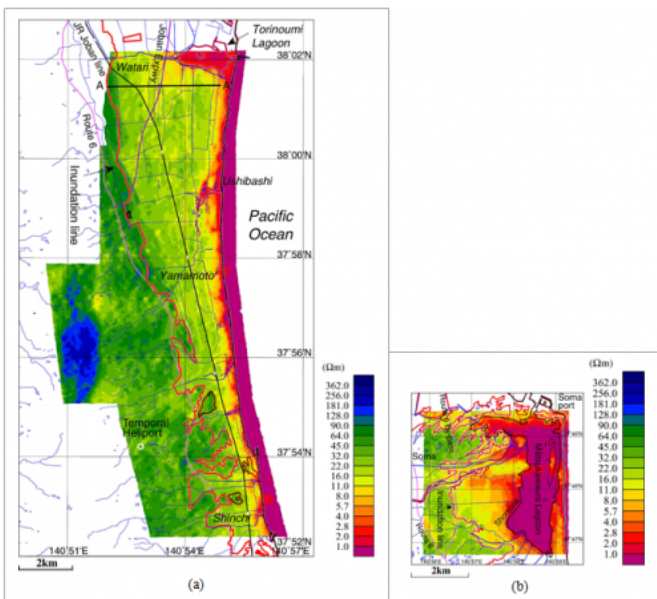 Torinoumi
Lagoon
JR Joban line
Joban Expwy.
Watari
38°02'N
A
A'
Route 6
38°00'N
Inundation line
Ushibashi
Pacific
Ocean
37°58'N
Yamamoto
37°56'N
(Ωm)
362.0
256.0
181.0
128.0
90.0
64.0
45.0
32.0
22.0
16.0
11.0
8.0
5.7
4.0
2.8
2.0
1.0
Temporal
Heliport
37°54'N
Shinchi
37°52'N
140°51'E
140°54'E
140°57'E
2km
(a)
(Ωm)
362.0
256.0
181.0
128.0
90.0
64.0
45.0
32.0
22.0
16.0
11.0
8.0
5.7
4.0
2.8
2.0
1.0
Soma
port
Soma
Matsukawaura Lagoon
Inundation line
2km
(b)